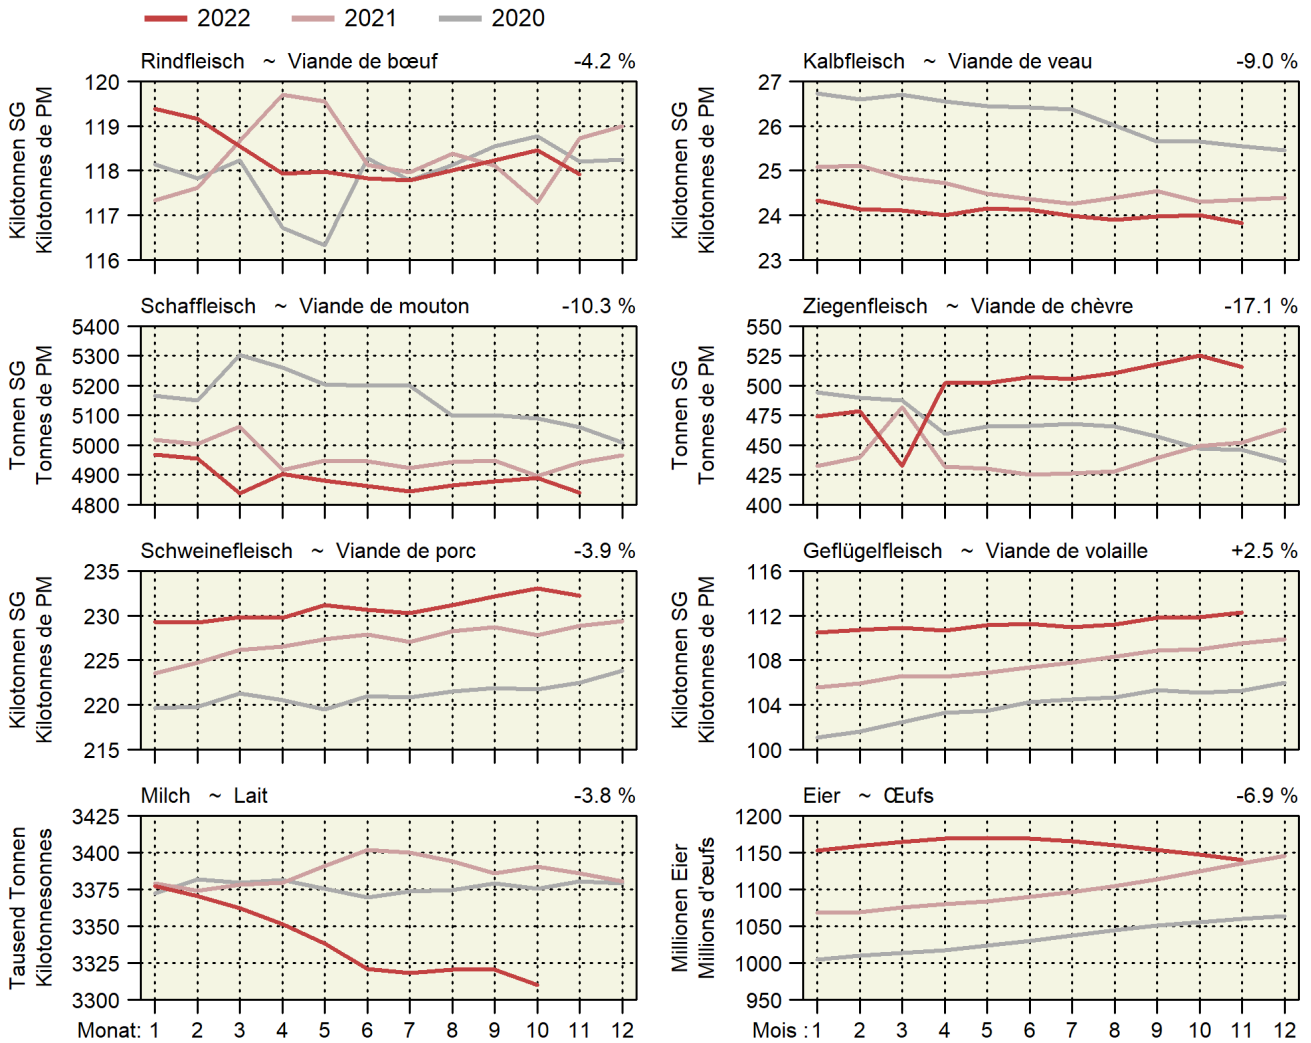 2022 2021 2020
Rindfleisch ~ Viande de bœuf -4.2 %
Kilotonnen SG
Kilotonnes de PM
120
119
118
117
116
Kalbfleisch ~ Viande de veau -9.0 %
Kilotonnen SG
Kilotonnes de PM
27
26
25
24
23
Schaffleisch ~ Viande de mouton -10.3 %
Tonnen SG
Tonnes de PM
5400
5300
5200
5100
5000
4900
4800
Ziegenfleisch ~ Viande de chèvre -17.1 %
Tonnen SG
Tonnes de PM
550
525
500
475
450
425
400
Schweinefleisch ~ Viande de porc -3.9 %
Kilotonnen SG
Kilotonnes de PM
235
230
225
220
215
Geflügelfleisch ~ Viande de volaille +2.5 %
Kilotonnen SG
Kilotonnes de PM
116
112
108
104
100
Milch ~ Lait -3.8 %
Tausend Tonnen
Kilotonnesonnes
3425
3400
3375
3350
3325
3300
Monat: 1 2 3 4 5 6 7 8 9 10 11 12
Eier ~ Œufs -6.9 %
Millionen Eier
Millions d'œufs
1200
1150
1100
1050
1000
950
Mois : 1 2 3 4 5 6 7 8 9 10 11 12